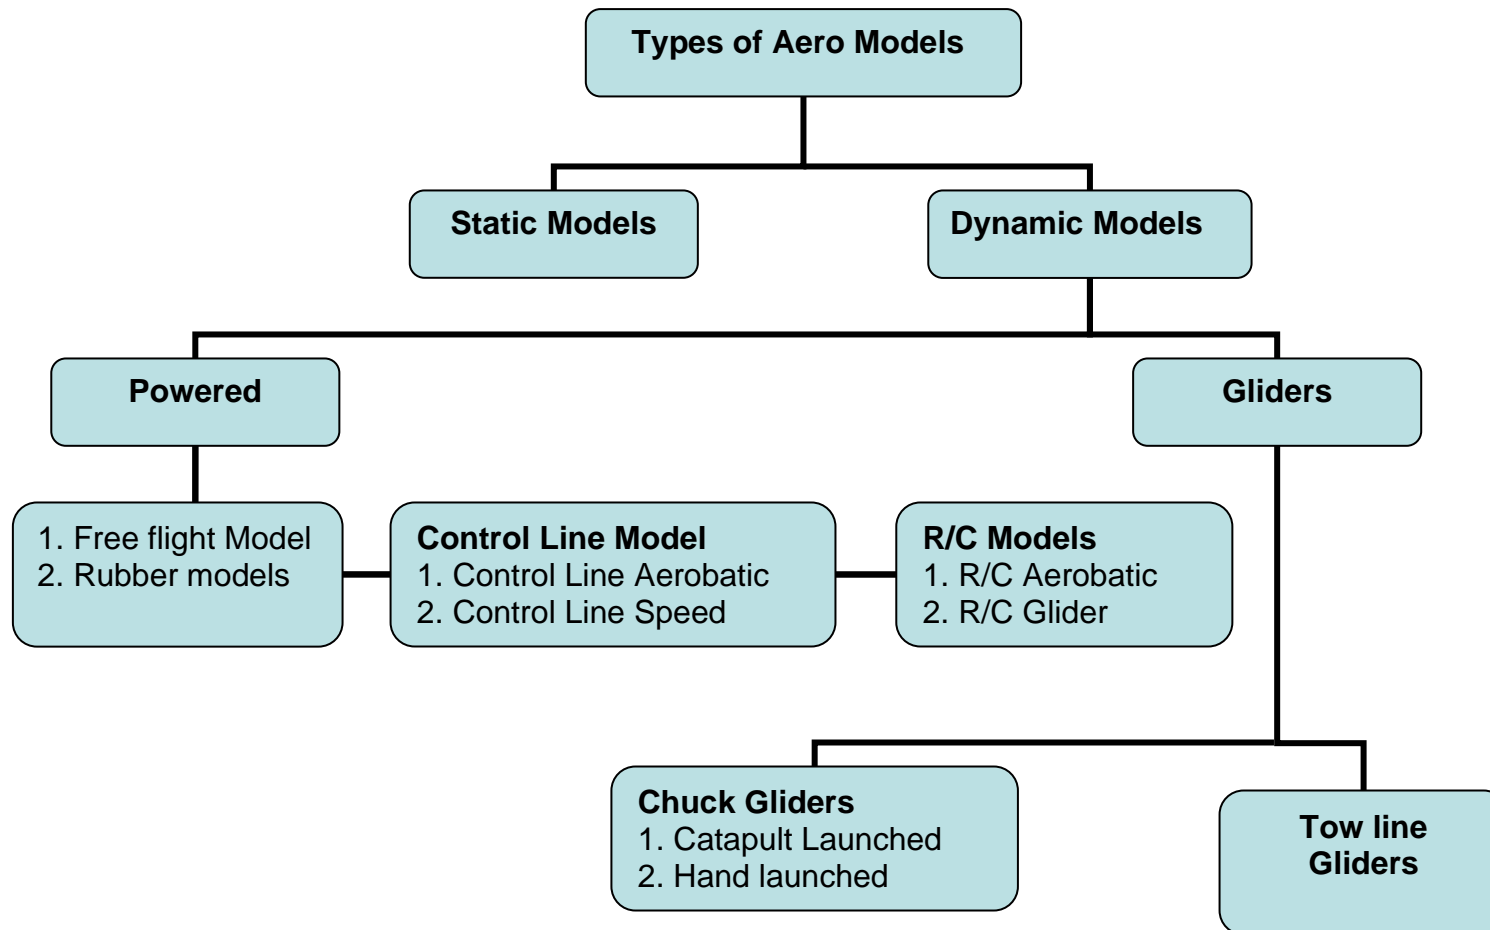 Types of Aero Models
Static Models
Dynamic Models
Powered
Gliders
1. Free flight Model
2. Rubber models
Control Line Model
1. Control Line Aerobatic
2. Control Line Speed
R/C Models
1. R/C Aerobatic
2. R/C Glider
Chuck Gliders
1. Catapult Launched
2. Hand launched
Tow line
Gliders